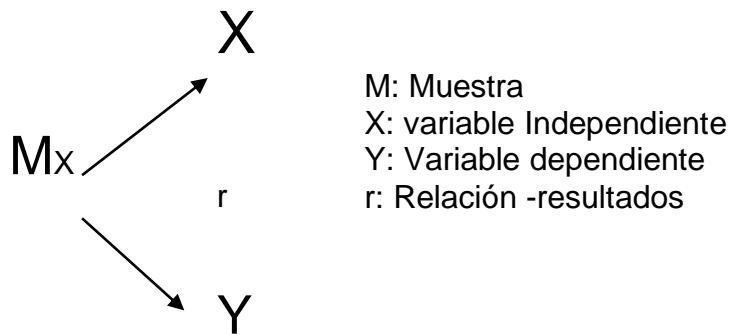 X
M: Muestra
X: variable Independiente
Mx
Y: Variable dependiente
r
r: Relación -resultados
Y